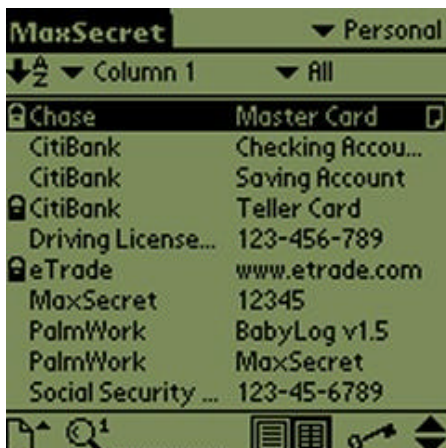 MaxSecret Personal
A Z Column 1 All
Chase Master Card
CitiBank Checking Accou...
CitiBank Saving Account
CitiBank Teller Card
Driving License... 123-456-789
eTrade www.etrade.com
MaxSecret 12345
PalmWork BabyLog v1.5
PalmWork MaxSecret
Social Security ... 123-45-6789
1